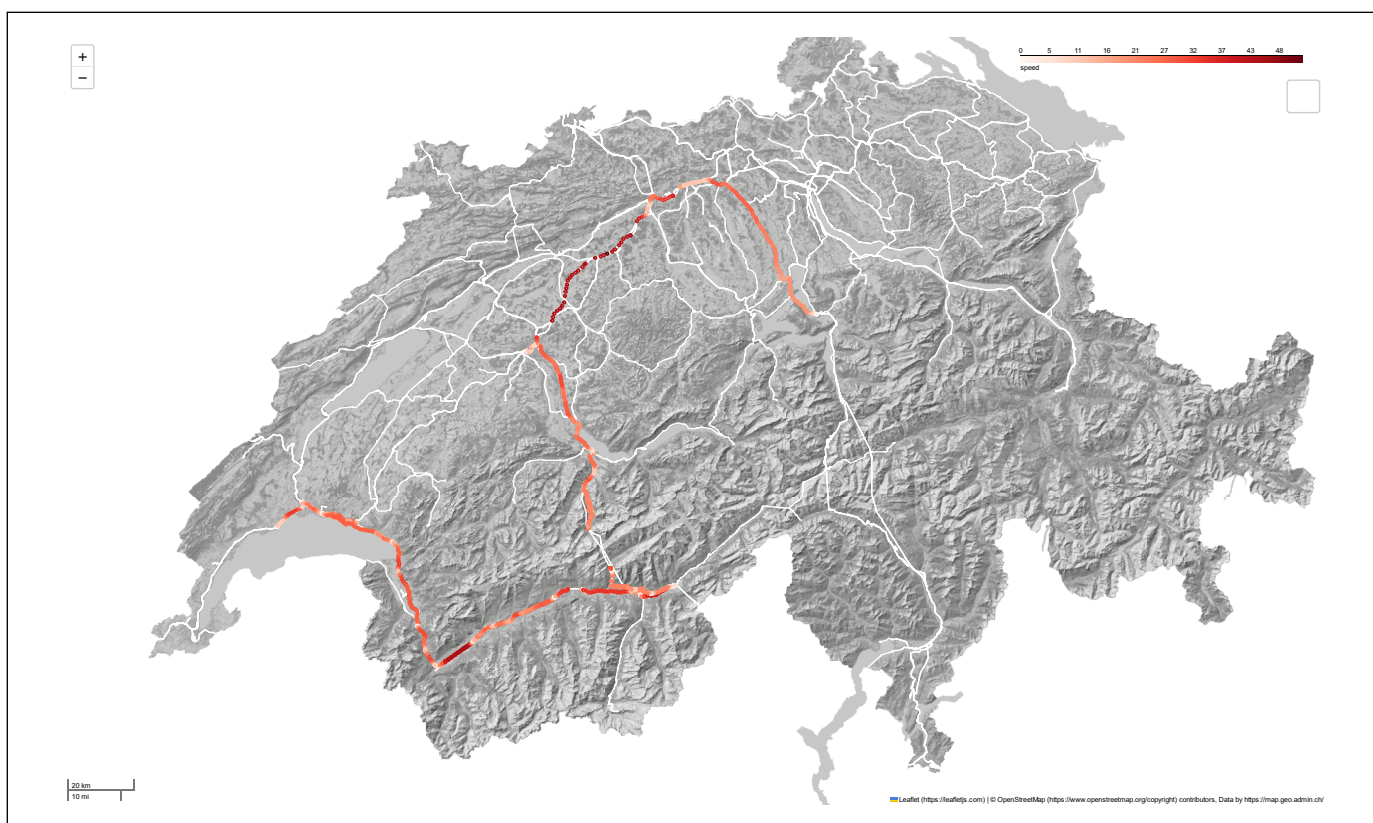 +
−
0 5 11 16 21 27 32 37 43 48
speed
20 km
10 mi
Leaflet (https://leafletjs.com) | © OpenStreetMap (https://www.openstreetmap.org/copyright) contributors, Data by https://map.geo.admin.ch/